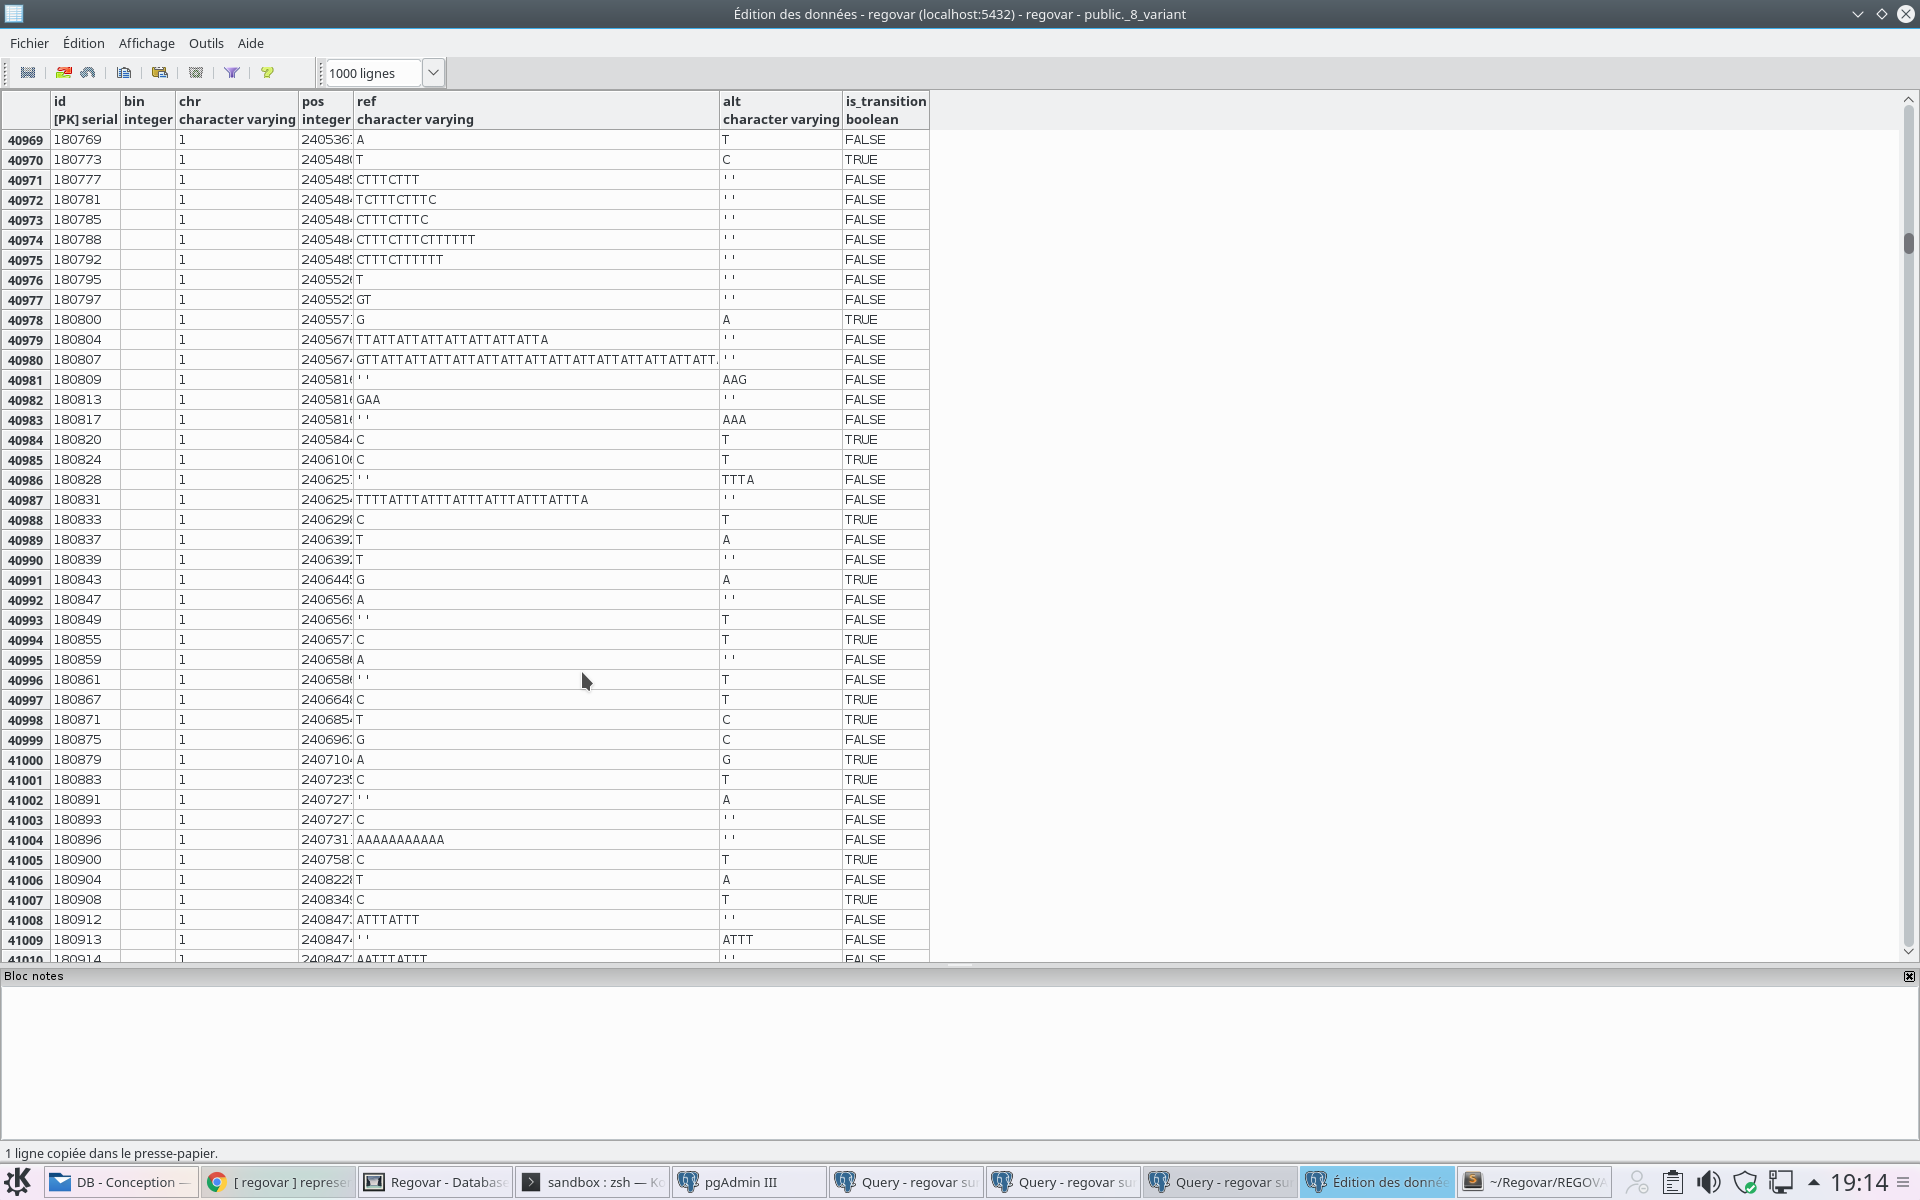 Édition des données - regovar (localhost:5432) - regovar - public._8_variant
Fichier Édition Affichage Outils Aide
1000 lignes
id bin chr pos ref alt is_transition
[PK] serial integer character varying integer character varying character varying boolean
40969 180769 1 240536 A T FALSE
40970 180773 1 240548 T C TRUE
40971 180777 1 240548 CTTTCTTT '' FALSE
40972 180781 1 240548 TCTTTCTTTC '' FALSE
40973 180785 1 240548 CTTTCTTTC '' FALSE
40974 180788 1 240548 CTTTCTTTCTTTTTT '' FALSE
40975 180792 1 240548 CTTTCTTTTTT '' FALSE
40976 180795 1 240552 T '' FALSE
40977 180797 1 240552 GT '' FALSE
40978 180800 1 240557 G A TRUE
40979 180804 1 240567 TTATTATTATTATTATTATTATTA '' FALSE
40980 180807 1 240567 GTTATTATTATTATTATTATTATTATTATTATTATTATTATTATT '' FALSE
40981 180809 1 240581 '' AAG FALSE
40982 180813 1 240581 GAA '' FALSE
40983 180817 1 240581 '' AAA FALSE
40984 180820 1 240584 C T TRUE
40985 180824 1 240610 C T TRUE
40986 180828 1 240625 '' TTTA FALSE
40987 180831 1 240625 TTTTATTTATTTATTTATTTATTTATTTA '' FALSE
40988 180833 1 240629 C T TRUE
40989 180837 1 240639 T A FALSE
40990 180839 1 240639 T '' FALSE
40991 180843 1 240644 G A TRUE
40992 180847 1 240656 A '' FALSE
40993 180849 1 240656 '' T FALSE
40994 180855 1 240657 C T TRUE
40995 180859 1 240658 A '' FALSE
40996 180861 1 240658 '' T FALSE
40997 180867 1 240664 C T TRUE
40998 180871 1 240685 T C TRUE
40999 180875 1 240696 G C FALSE
41000 180879 1 240710 A G TRUE
41001 180883 1 240723 C T TRUE
41002 180891 1 240727 '' A FALSE
41003 180893 1 240727 C '' FALSE
41004 180896 1 240731 AAAAAAAAAAA '' FALSE
41005 180900 1 240758 C T TRUE
41006 180904 1 240822 T A FALSE
41007 180908 1 240834 C T TRUE
41008 180912 1 240847 ATTTATTT '' FALSE
41009 180913 1 240847 '' ATTT FALSE
41010 180914 1 240847 AATTTATTT '' FALSE
Bloc notes
1 ligne copiée dans le presse-papier.
DB - Conception — [ regovar ] represe Regovar - Databas sandbox : zsh — Ko pgAdmin III Query - regovar su Query - regovar su Query - regovar su Édition des donnée ~/Regovar/REGOVA 19:14